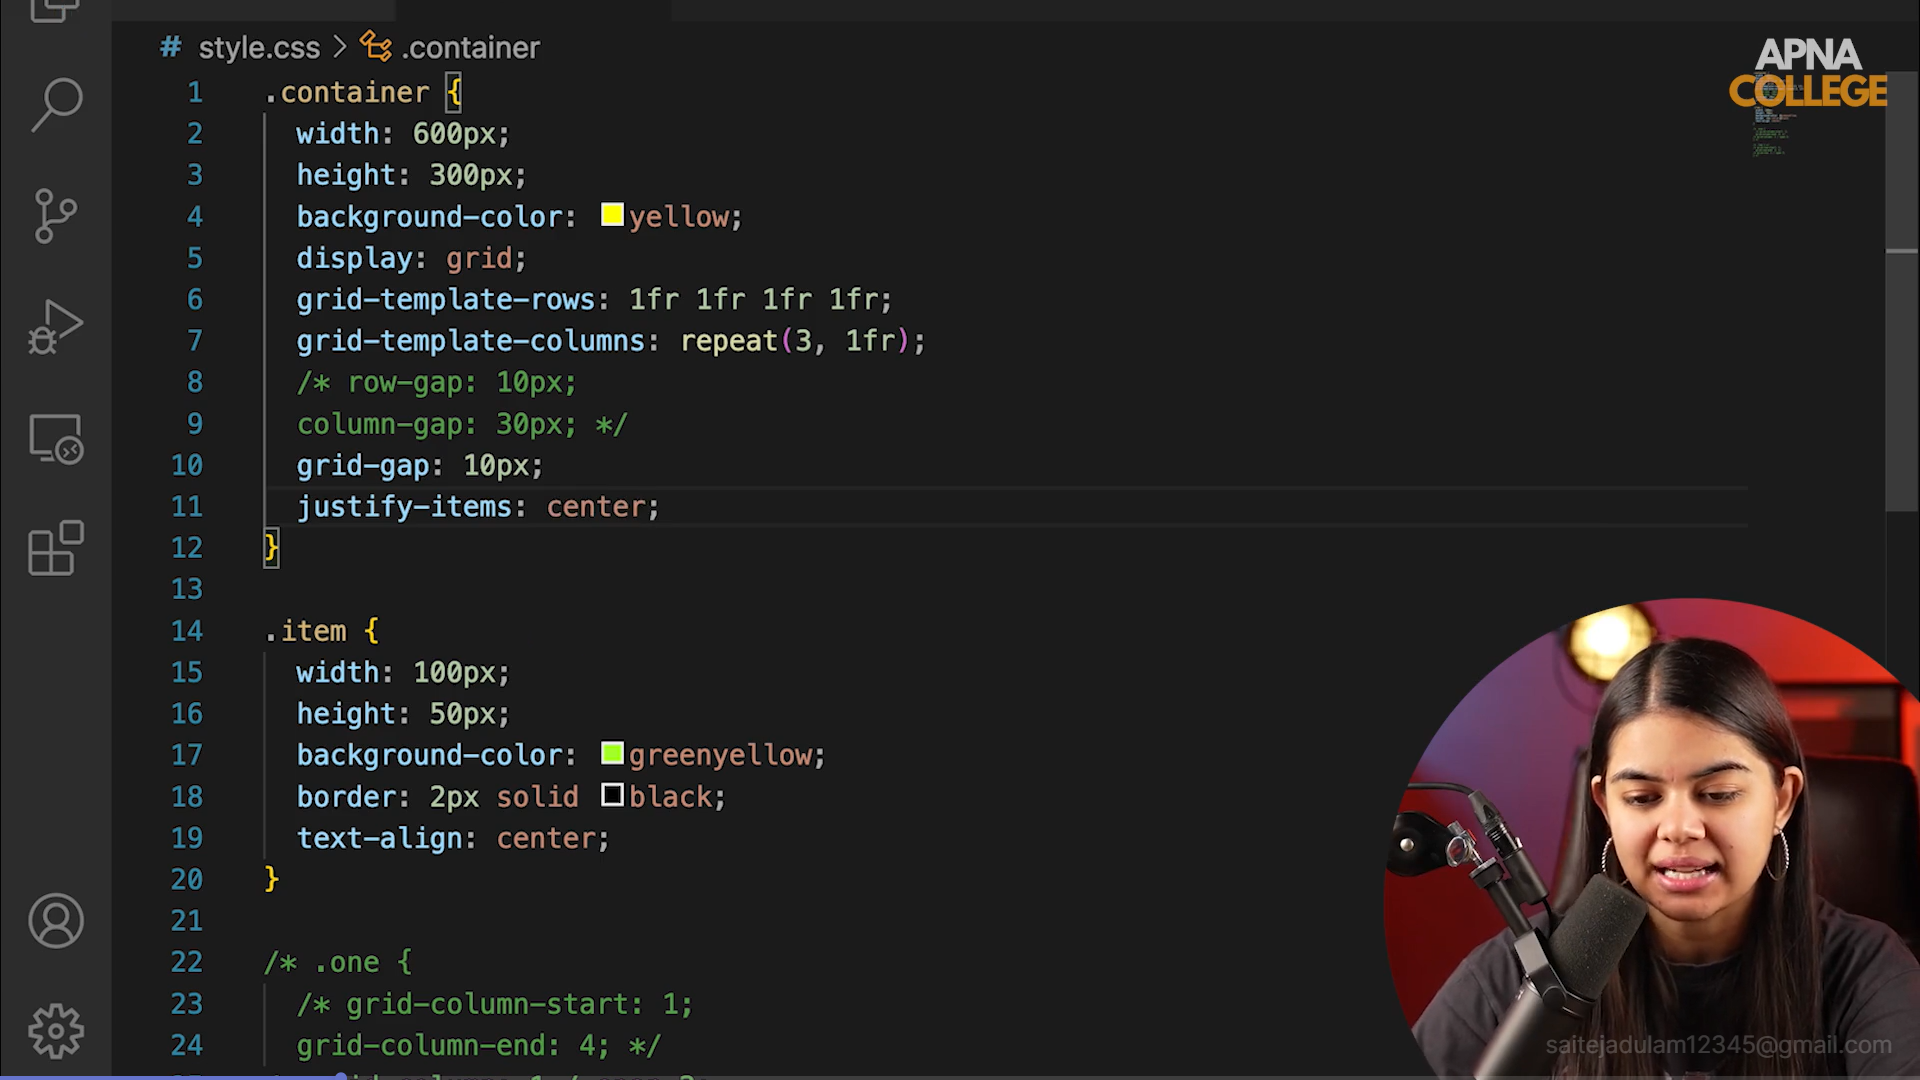 # style.css > .container
APNA
COLLEGE
1 .container {
2 width: 600px;
3 height: 300px;
4 background-color: yellow;
5 display: grid;
6 grid-template-rows: 1fr 1fr 1fr 1fr;
7 grid-template-columns: repeat(3, 1fr);
8 /* row-gap: 10px;
9 column-gap: 30px; */
10 grid-gap: 10px;
11 justify-items: center;
12 }
13
14 .item {
15 width: 100px;
16 height: 50px;
17 background-color: greenyellow;
18 border: 2px solid black;
19 text-align: center;
20 }
21
22 /* .one {
23 /* grid-column-start: 1;
24 grid-column-end: 4; */
saitejadulam12345@gmail.com